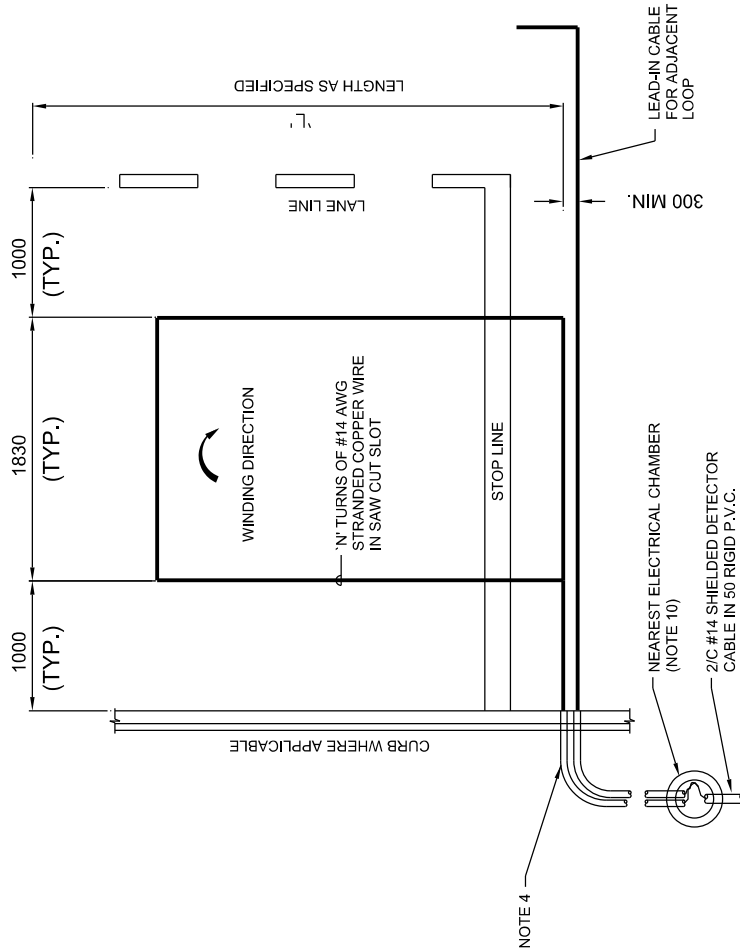 1000
(TYP.)
1830
(TYP.)
1000
(TYP.)
LENGTH AS SPECIFIED
'L'
LANE LINE
WINDING DIRECTION
'N' TURNS OF #14 AWG
STRANDED COPPER WIRE
IN SAW CUT SLOT
STOP LINE
CURB WHERE APPLICABLE
300 MIN.
LEAD-IN CABLE
FOR ADJACENT
LOOP
NOTE 4
NEAREST ELECTRICAL CHAMBER
(NOTE 10)
2/C #14 SHIELDED DETECTOR
CABLE IN 50 RIGID P.V.C.